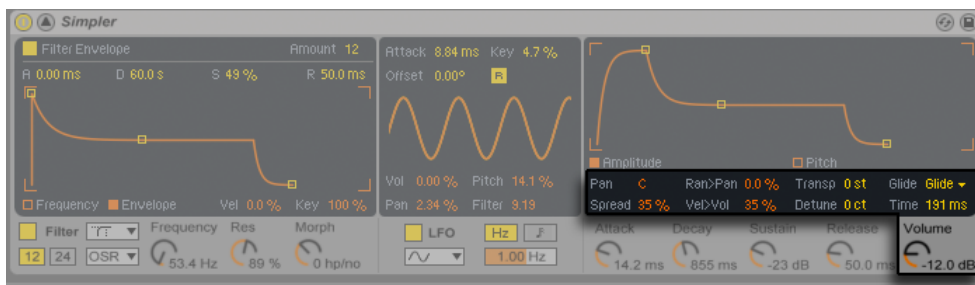 Simpler
Filter Envelope Amount 12
A 0.00 ms D 60.0 s S 49 % R 50.0 ms
Frequency Envelope Vel 0.0 % Key 100 %
Filter Frequency Res Morph
12 24 OSR 53.4 Hz 89 % 0 hp/no
Attack 8.84 ms Key 4.7 %
Offset 0.00° R
Vol 0.00 % Pitch 14.1 %
Pan 2.34 % Filter 9.19
LFO Hz
1.00 Hz
Amplitude Pitch
Pan C Ran>Pan 0.0 % Transp 0 st Glide Glide
Spread 35 % Vel>Vol 35 % Detune 0 ct Time 191 ms
Attack Decay Sustain Release Volume
14.2 ms 855 ms -23 dB 50.0 ms -12.0 dB